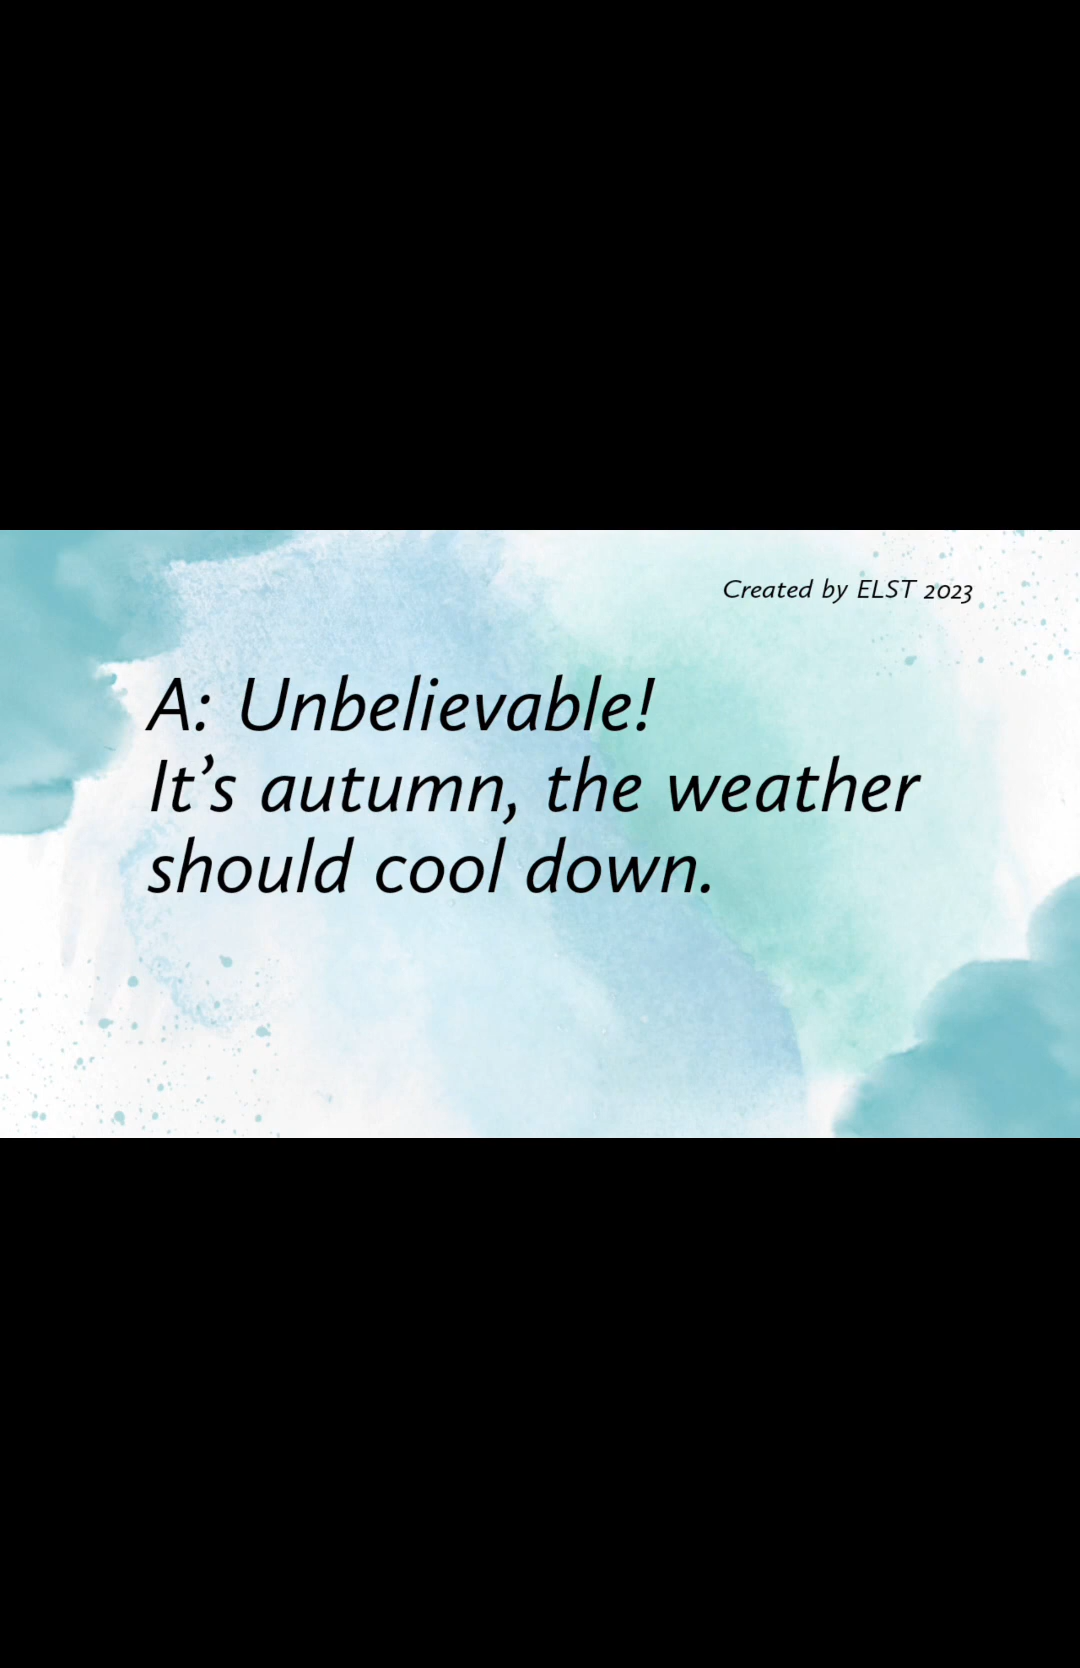 Created by ELST 2023
A: Unbelievable!
It’s autumn, the weather
should cool down.